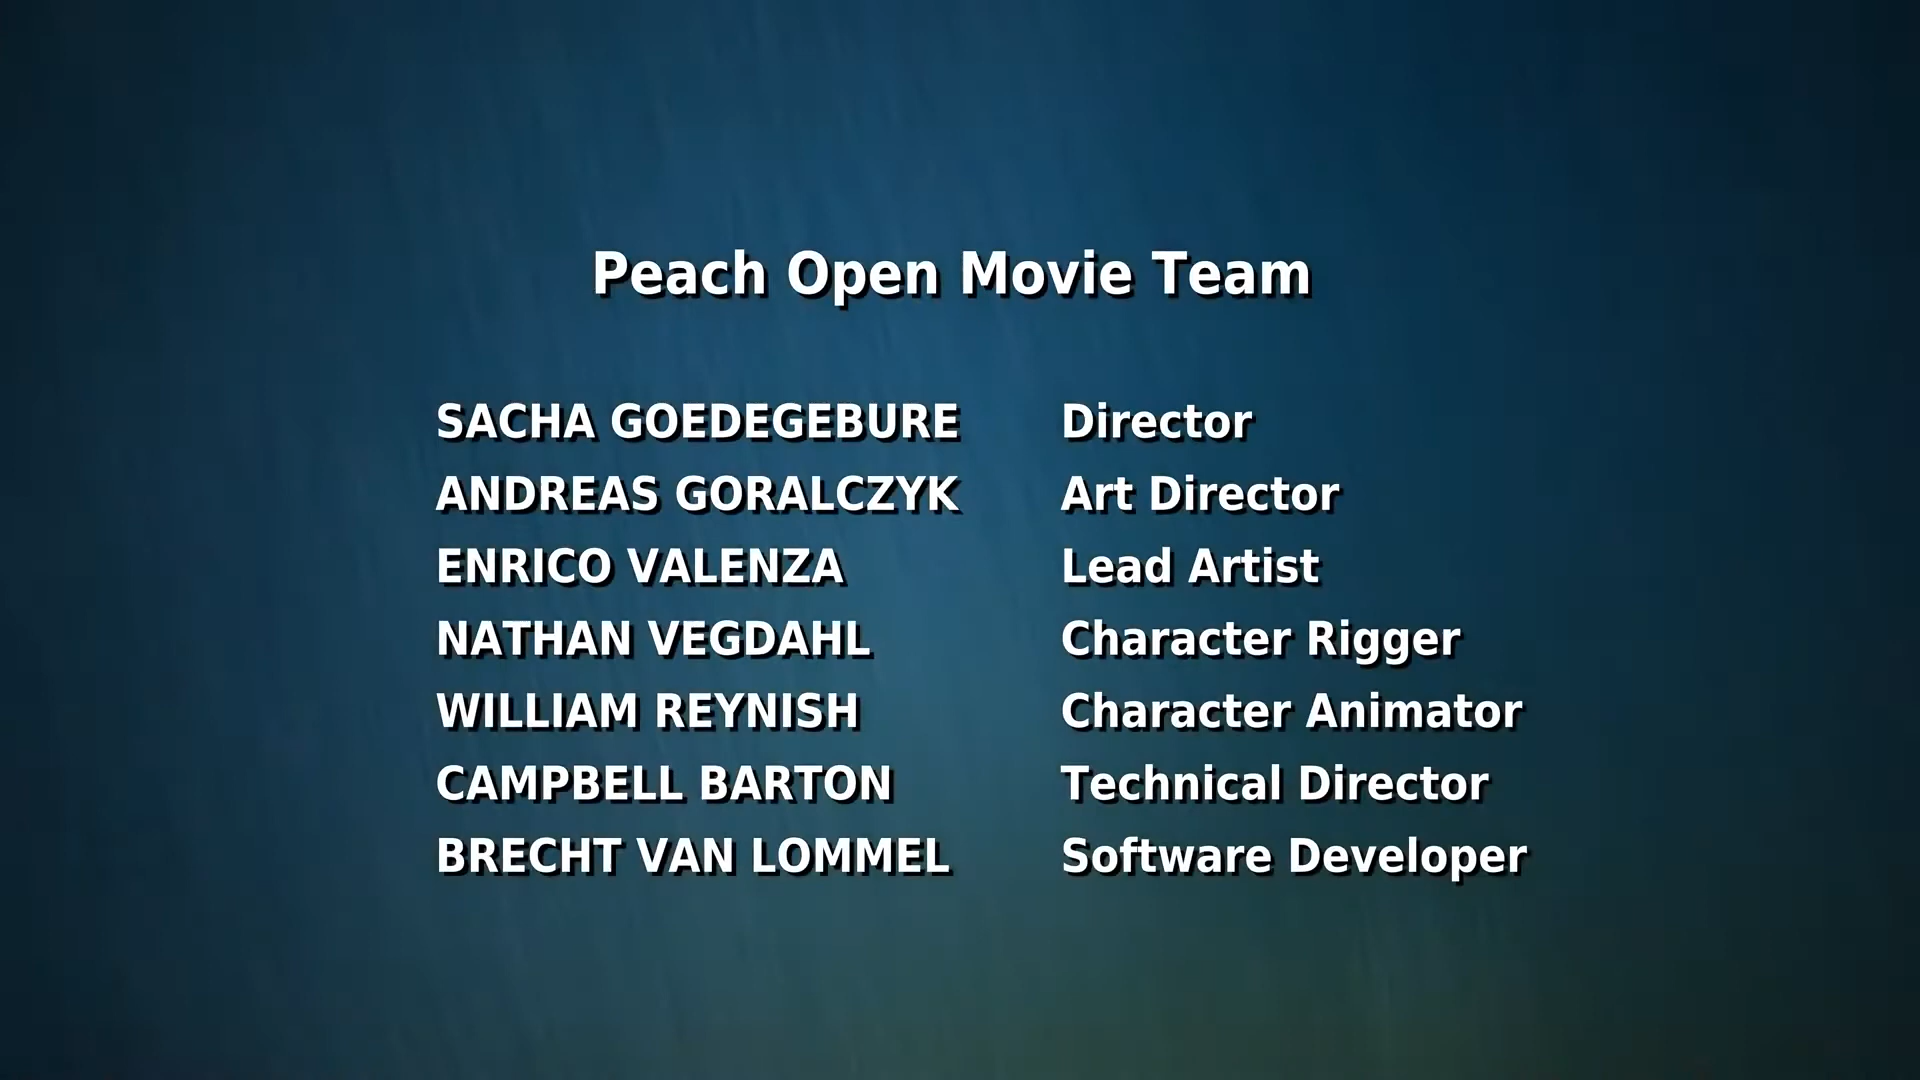 Peach Open Movie Team
SACHA GOEDEGEBURE Director
ANDREAS GORALCZYK Art Director
ENRICO VALENZA Lead Artist
NATHAN VEGDAHL Character Rigger
WILLIAM REYNISH Character Animator
CAMPBELL BARTON Technical Director
BRECHT VAN LOMMEL Software Developer